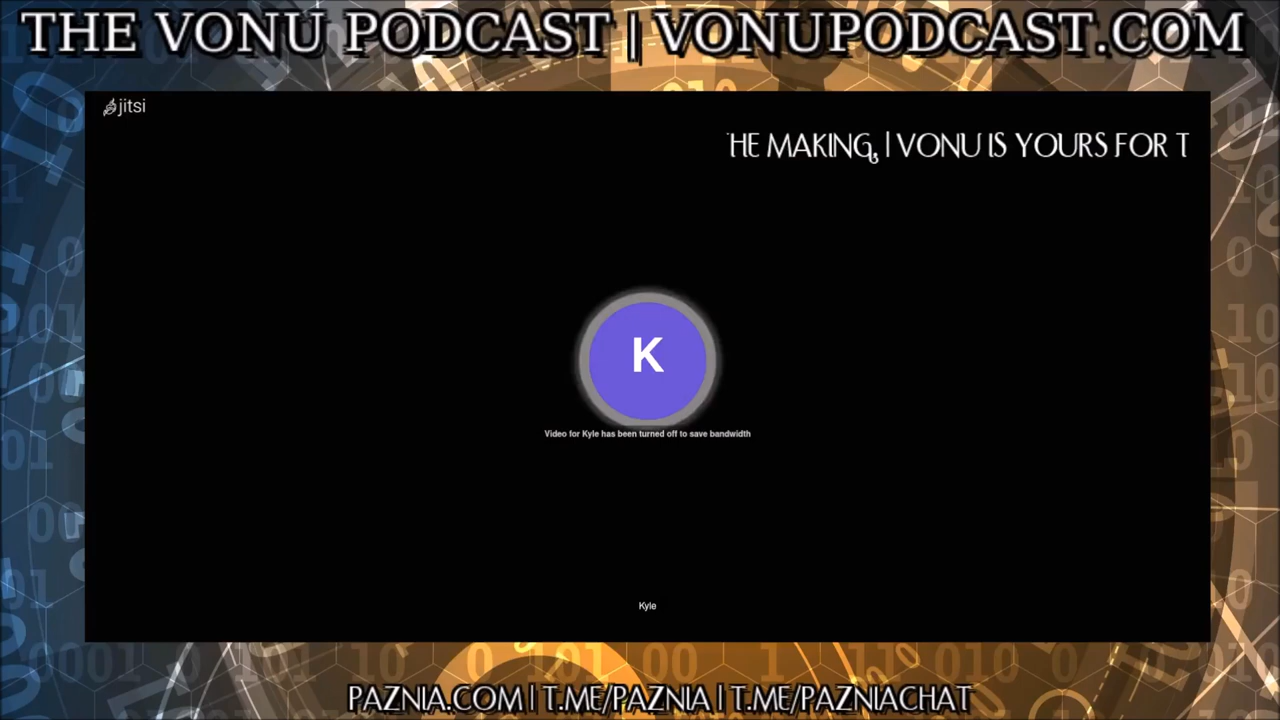 THE VONU PODCAST | VONUPODCAST.COM
jitsi
HE MAKING, | VONU IS YOURS FOR T
K
Video for Kyle has been turned off to save bandwidth
Kyle
PAZNIA.COM | T.ME/PAZNIA | T.ME/PAZNIACHAT